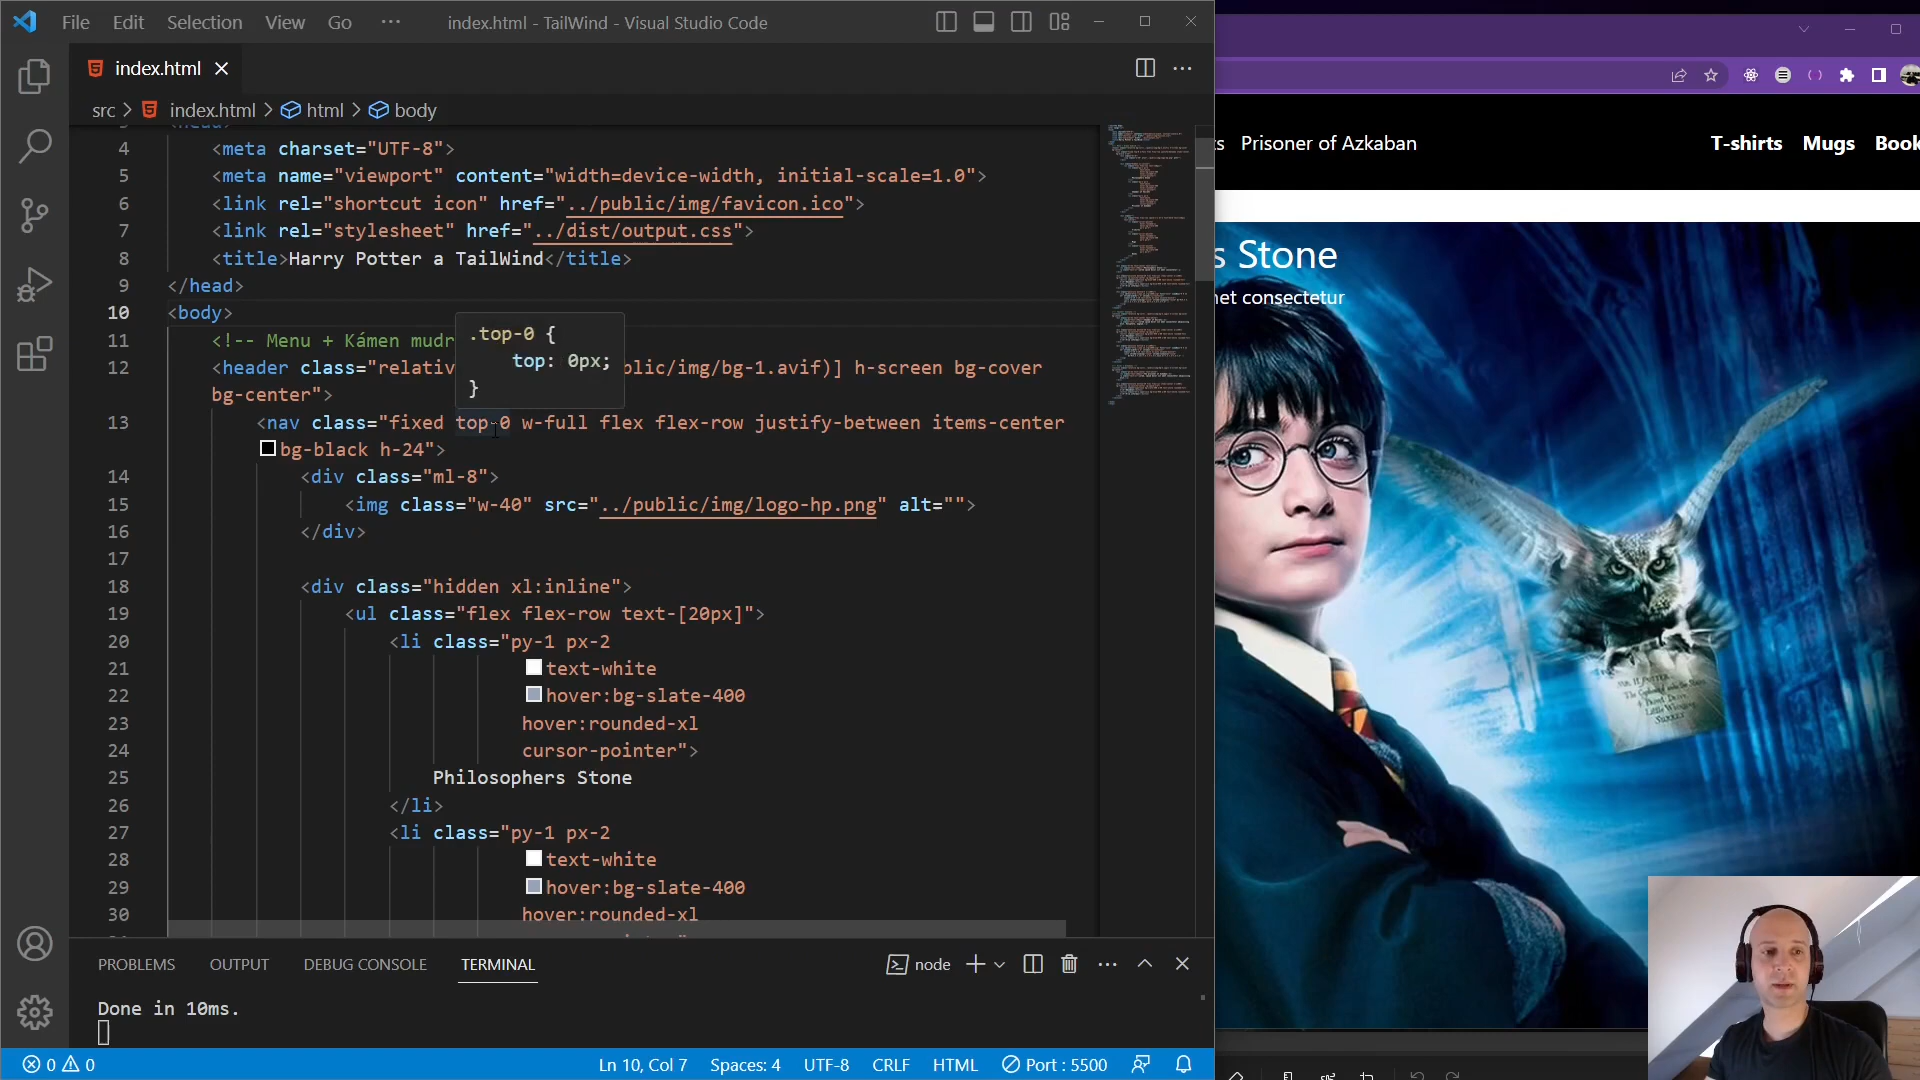 File Edit Selection View Go ··· index.html - TailWind - Visual Studio Code
index.html
src > index.html > html > body
4 <meta charset="UTF-8">
5 <meta name="viewport" content="width=device-width, initial-scale=1.0">
6 <link rel="shortcut icon" href="../public/img/favicon.ico">
7 <link rel="stylesheet" href="../dist/output.css">
8 <title>Harry Potter a TailWind</title>
9 </head>
10 <body>
11 <!-- Menu + Kámen mudr
.top-0 {
top: 0px;
}
12 <header class="relativ blic/img/bg-1.avif)] h-screen bg-cover
bg-center">
13 <nav class="fixed top-0 w-full flex flex-row justify-between items-center
bg-black h-24">
14 <div class="ml-8">
15 <img class="w-40" src="../public/img/logo-hp.png" alt="">
16 </div>
17
18 <div class="hidden xl:inline">
19 <ul class="flex flex-row text-[20px]">
20 <li class="py-1 px-2
21 text-white
22 hover:bg-slate-400
23 hover:rounded-xl
24 cursor-pointer">
25 Philosophers Stone
26 </li>
27 <li class="py-1 px-2
28 text-white
29 hover:bg-slate-400
30 hover:rounded-xl
PROBLEMS OUTPUT DEBUG CONSOLE TERMINAL node
Done in 10ms.
0 0 Ln 10, Col 7 Spaces: 4 UTF-8 CRLF HTML Port : 5500
ts Prisoner of Azkaban T-shirts Mugs Book
s Stone
net consectetur